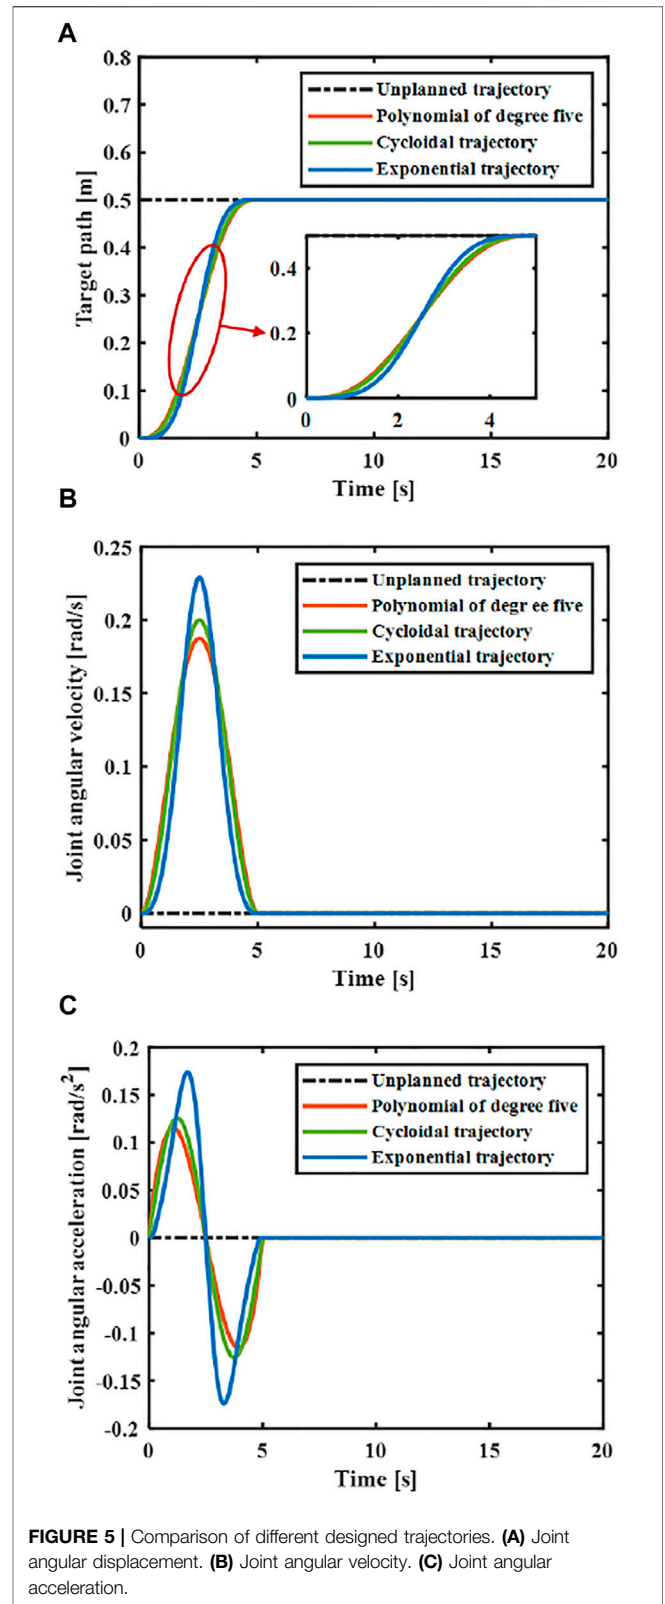 A
0.8
0.7
0.6
0.5
0.4
0.3
0.2
0.1
0
Target path [m]
Unplanned trajectory
Polynomial of degree five
Cycloidal trajectory
Exponential trajectory
0.4
0.2
0
0 2 4
0 5 10 15 20
Time [s]
B
0.25
0.2
0.15
0.1
0.05
0
Joint angular velocity [rad/s]
Unplanned trajectory
Polynomial of degr ee five
Cycloidal trajectory
Exponential trajectory
0 5 10 15 20
Time [s]
C
0.2
0.15
0.1
0.05
0
-0.05
-0.1
-0.15
-0.2
Joint angular acceleration [rad/s²]
Unplanned trajectory
Polynomial of degree five
Cycloidal trajectory
Exponential trajectory
0 5 10 15 20
Time [s]
FIGURE 5 | Comparison of different designed trajectories. (A) Joint
angular displacement. (B) Joint angular velocity. (C) Joint angular
acceleration.